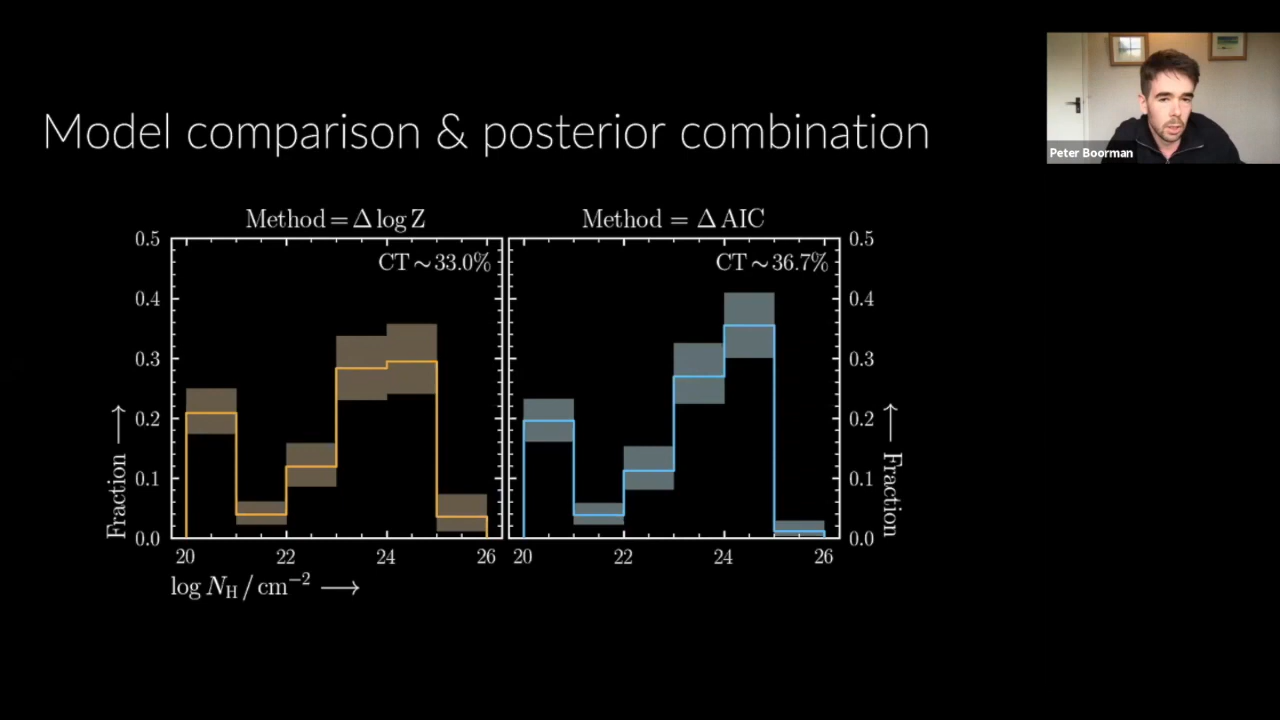 Model comparison & posterior combination
Peter Boorman
Method = Δ log Z
Method = Δ AIC
CT ∼ 33.0%
CT ∼ 36.7%
0.5
0.4
0.3
0.2
0.1
0.0
Fraction ⟶
20 22 24 26
log N_H / cm⁻² ⟶
20 22 24 26
0.5
0.4
0.3
0.2
0.1
0.0
⟵ Fraction